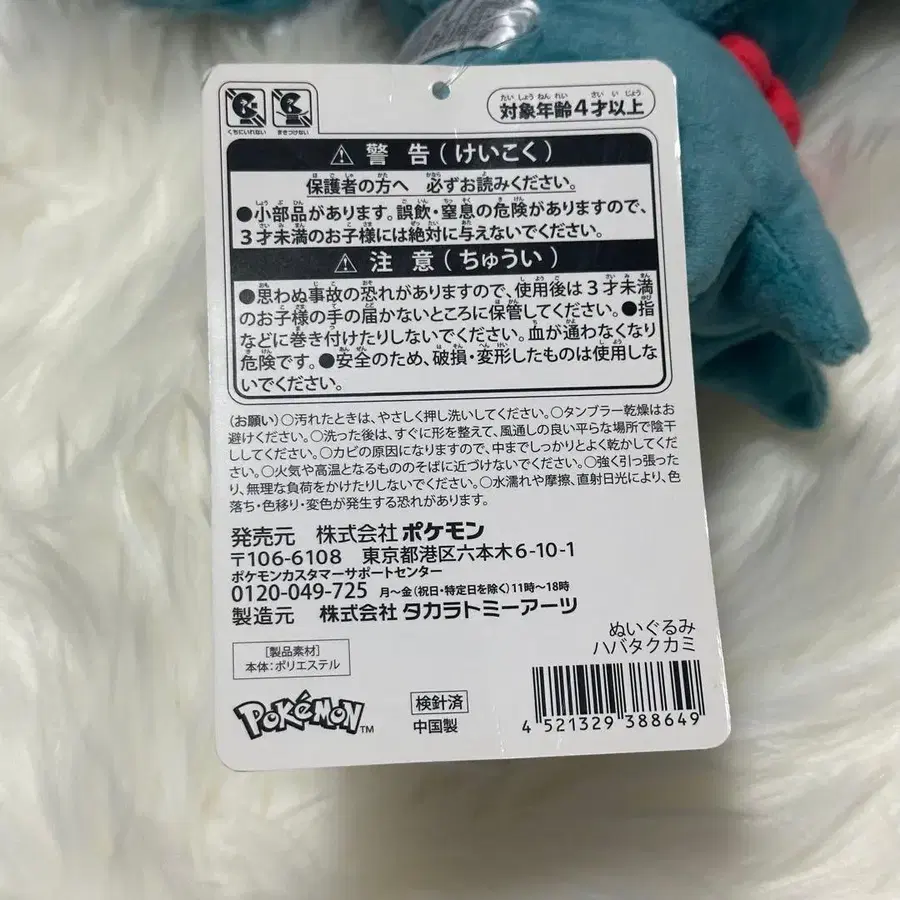 くちにいれない まきつけない
対象年齢4才以上
⚠ 警告(けいこく)
保護者の方へ 必ずお読みください。
●小部品があります。誤飲・窒息の危険がありますので、
3才未満のお子様には絶対に与えないでください。
⚠ 注意(ちゅうい)
●思わぬ事故の恐れがありますので、使用後は3才未満
のお子様の手の届かないところに保管してください。●指
などに巻き付けたりしないでください。血が通わなくなり
危険です。●安全のため、破損・変形したものは使用しな
いでください。
(お願い)○汚れたときは、やさしく押し洗いしてください。○タンブラー乾燥はお
避けください。○洗った後は、すぐに形を整えて、風通しの良い平らな場所で陰干
ししてください。○カビの原因になりますので、中までしっかりとよく乾かしてくだ
さい。○火気や高温となるもののそばに近づけないでください。○強く引っ張った
り、無理な負荷をかけたりしないでください。○水濡れや摩擦、直射日光により、色
落ち・色移り・変色が発生する恐れがあります。
発売元 株式会社ポケモン
〒106-6108 東京都港区六本木6-10-1
ポケモンカスタマーサポートセンター
0120-049-725 月~金(祝日・特定日を除く)11時~18時
製造元 株式会社タカラトミーアーツ
ぬいぐるみ
ハバタクカミ
[製品素材]
本体:ポリエステル
POKéMON™
検針済
中国製
4 521329 388649